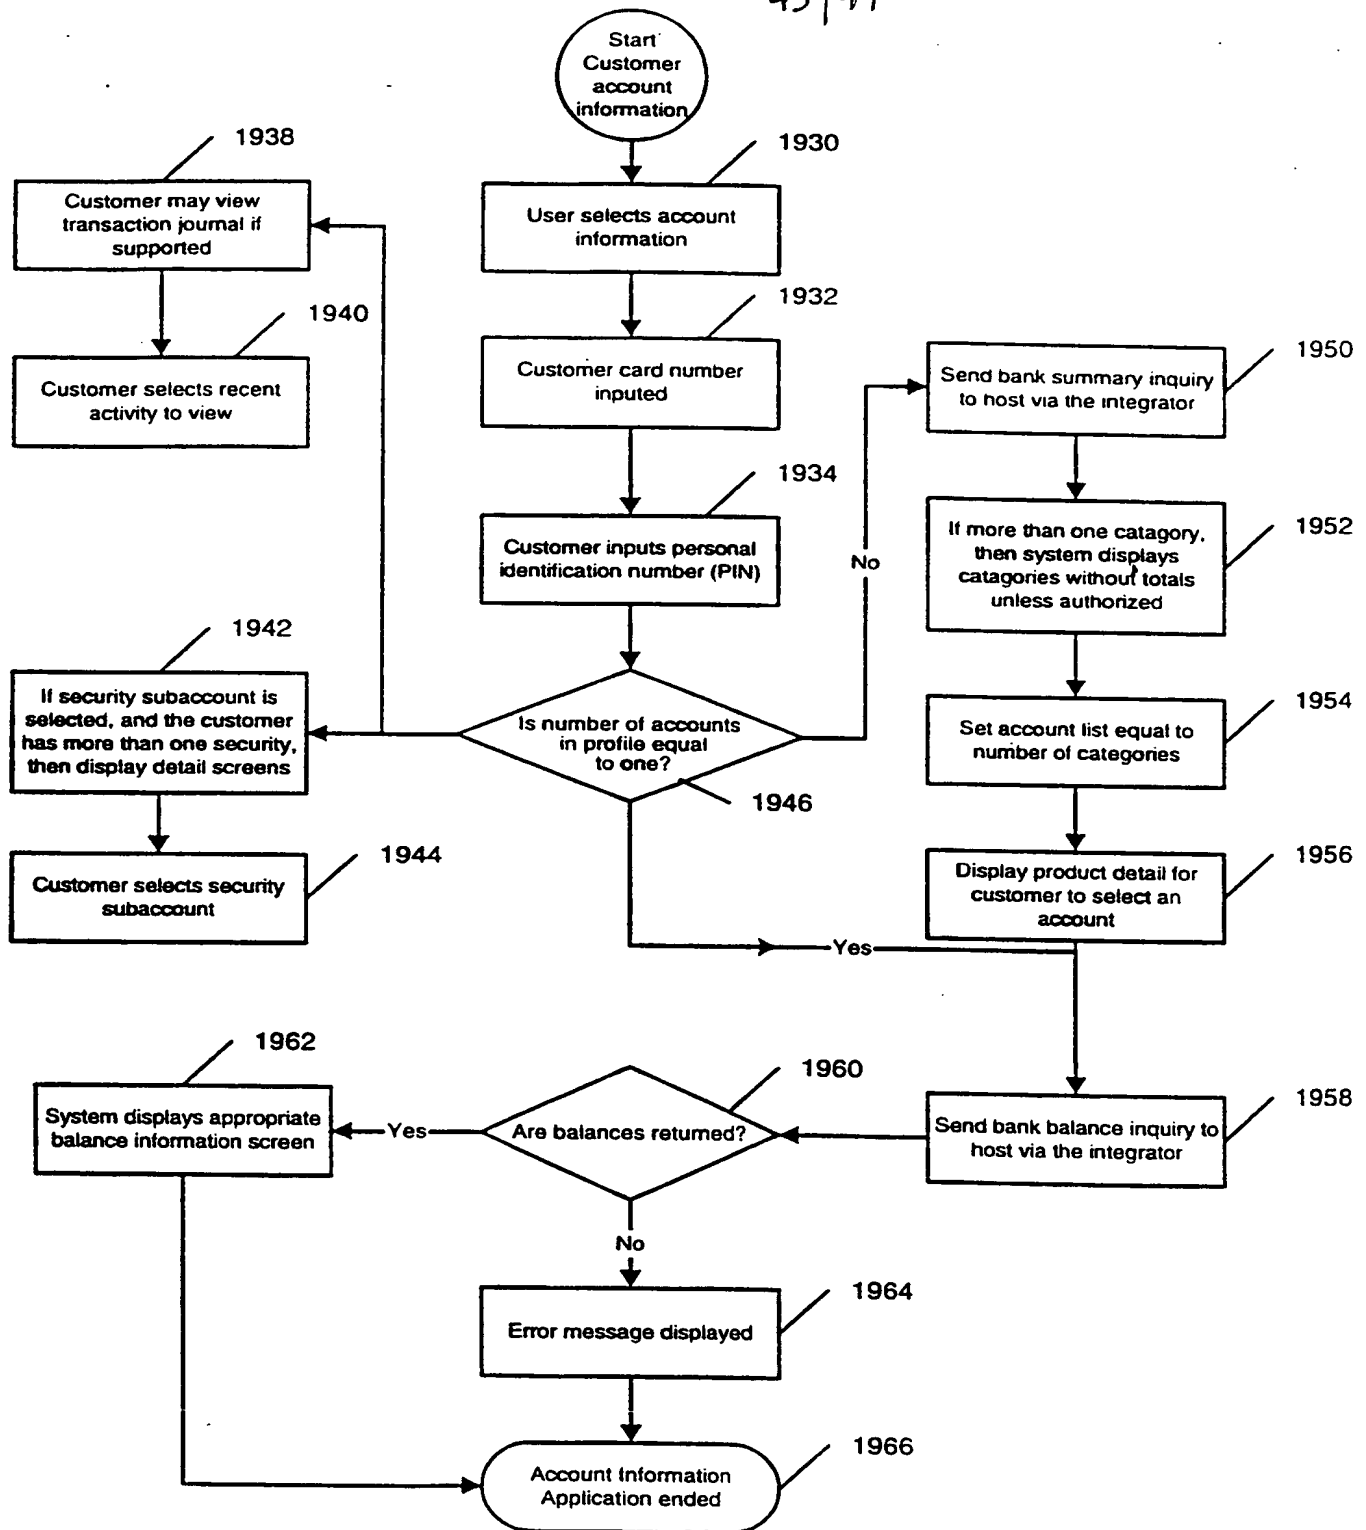 Start
Customer
account
information
1938
1930
Customer may view
transaction journal if
supported
User selects account
information
1940
1932
Customer selects recent
activity to view
Customer card number
inputed
1950
Send bank summary inquiry
to host via the integrator
1934
Customer inputs personal
identification number (PIN)
No
1952
If more than one catagory,
then system displays
catagories without totals
unless authorized
1942
If security subaccount is
selected, and the customer
has more than one security,
then display detail screens
Is number of accounts
in profile equal
to one?
1946
1954
Set account list equal to
number of categories
1944
Customer selects security
subaccount
1956
Display product detail for
customer to select an
account
Yes
1962
System displays appropriate
balance information screen
Yes
1960
Are balances returned?
1958
Send bank balance inquiry to
host via the integrator
No
1964
Error message displayed
1966
Account Information
Application ended